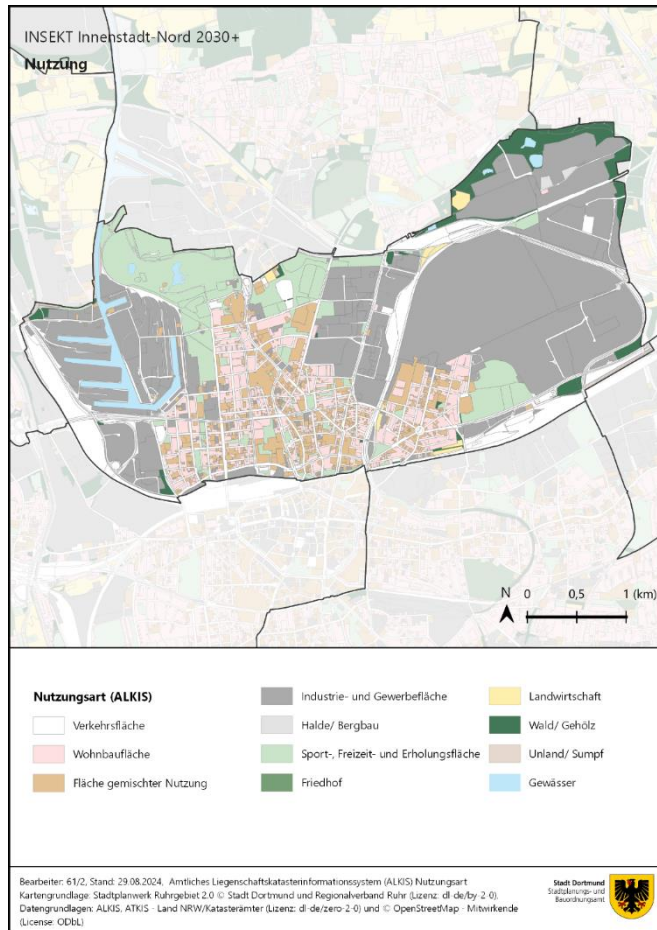 INSEKT Innenstadt-Nord 2030+
Nutzung
N 0 0,5 1 (km)
Nutzungsart (ALKIS)
Verkehrsfläche
Wohnbaufläche
Fläche gemischter Nutzung
Industrie- und Gewerbefläche
Halde/ Bergbau
Sport-, Freizeit- und Erholungsfläche
Friedhof
Landwirtschaft
Wald/ Gehölz
Unland/ Sumpf
Gewässer
Bearbeiter: 61/2, Stand: 29.08.2024, Amtliches Liegenschaftskatasterinformationssystem (ALKIS) Nutzungsart
Kartengrundlage: Stadtplanwerk Ruhrgebiet 2.0 © Stadt Dortmund und Regionalverband Ruhr (Lizenz: dl-de/by-2-0),
Datengrundlagen: ALKIS, ATKIS - Land NRW/Katasterämter (Lizenz: dl-de/zero-2-0) und © OpenStreetMap - Mitwirkende
(License: ODbL)
Stadt Dortmund
Stadtplanungs- und
Bauordnungsamt